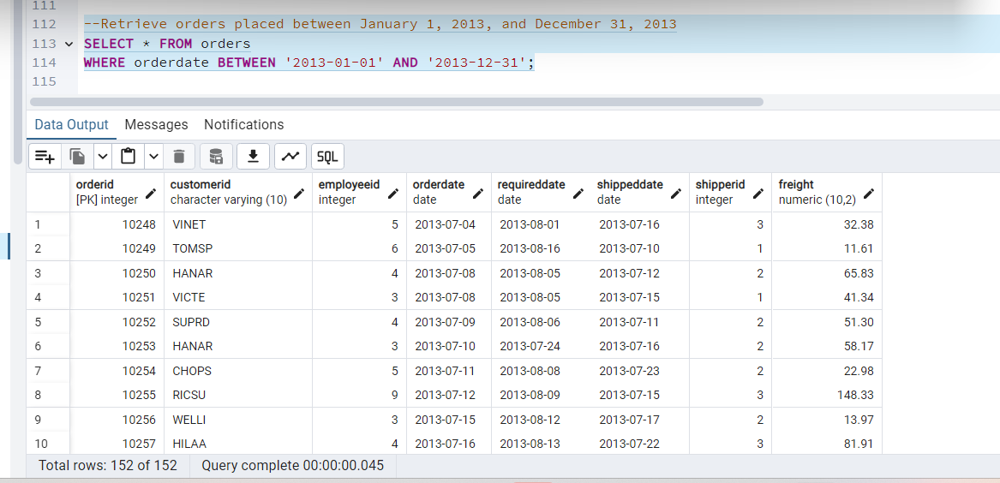 111
112 --Retrieve orders placed between January 1, 2013, and December 31, 2013
113 SELECT * FROM orders
114 WHERE orderdate BETWEEN '2013-01-01' AND '2013-12-31';
115
Data Output Messages Notifications
SQL
orderid customerid employeeid orderdate requireddate shippeddate shipperid freight
[PK] integer character varying (10) integer date date date integer numeric (10,2)
1 10248 VINET 5 2013-07-04 2013-08-01 2013-07-16 3 32.38
2 10249 TOMSP 6 2013-07-05 2013-08-16 2013-07-10 1 11.61
3 10250 HANAR 4 2013-07-08 2013-08-05 2013-07-12 2 65.83
4 10251 VICTE 3 2013-07-08 2013-08-05 2013-07-15 1 41.34
5 10252 SUPRD 4 2013-07-09 2013-08-06 2013-07-11 2 51.30
6 10253 HANAR 3 2013-07-10 2013-07-24 2013-07-16 2 58.17
7 10254 CHOPS 5 2013-07-11 2013-08-08 2013-07-23 2 22.98
8 10255 RICSU 9 2013-07-12 2013-08-09 2013-07-15 3 148.33
9 10256 WELLI 3 2013-07-15 2013-08-12 2013-07-17 2 13.97
10 10257 HILAA 4 2013-07-16 2013-08-13 2013-07-22 3 81.91
Total rows: 152 of 152 Query complete 00:00:00.045